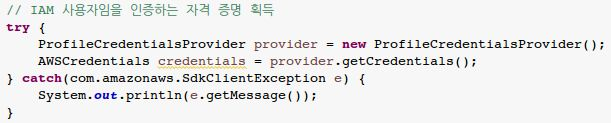 // IAM 사용자임을 인증하는 자격 증명 획득
try {
    ProfileCredentialsProvider provider = new ProfileCredentialsProvider();
    AWSCredentials credentials = provider.getCredentials();
} catch(com.amazonaws.SdkClientException e) {
    System.out.println(e.getMessage());
}